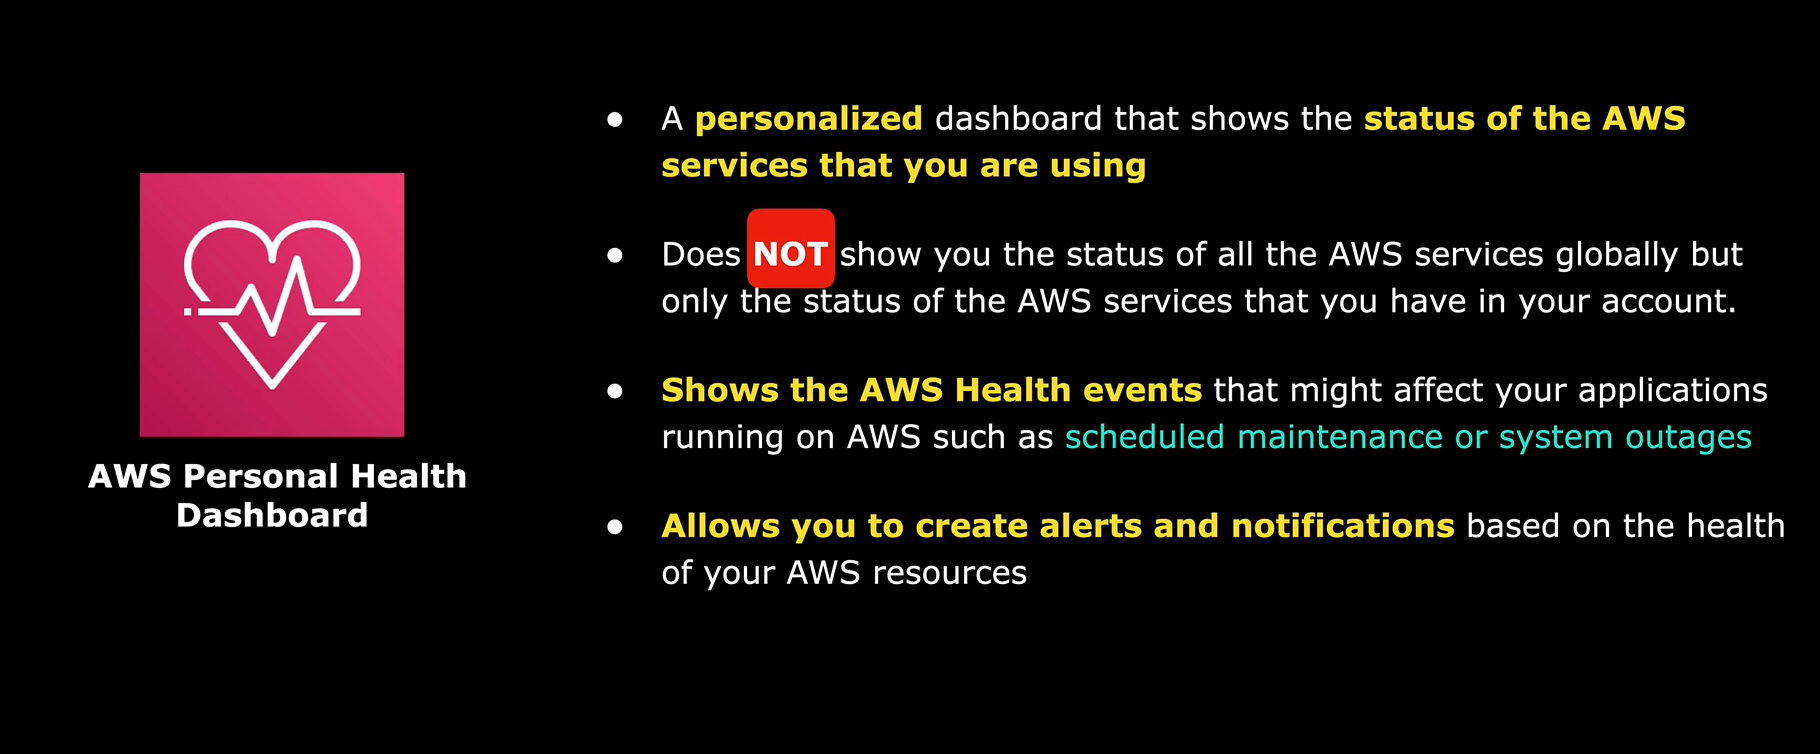 AWS Personal Health
Dashboard
● A personalized dashboard that shows the status of the AWS
services that you are using
● Does NOT show you the status of all the AWS services globally but
only the status of the AWS services that you have in your account.
● Shows the AWS Health events that might affect your applications
running on AWS such as scheduled maintenance or system outages
● Allows you to create alerts and notifications based on the health
of your AWS resources